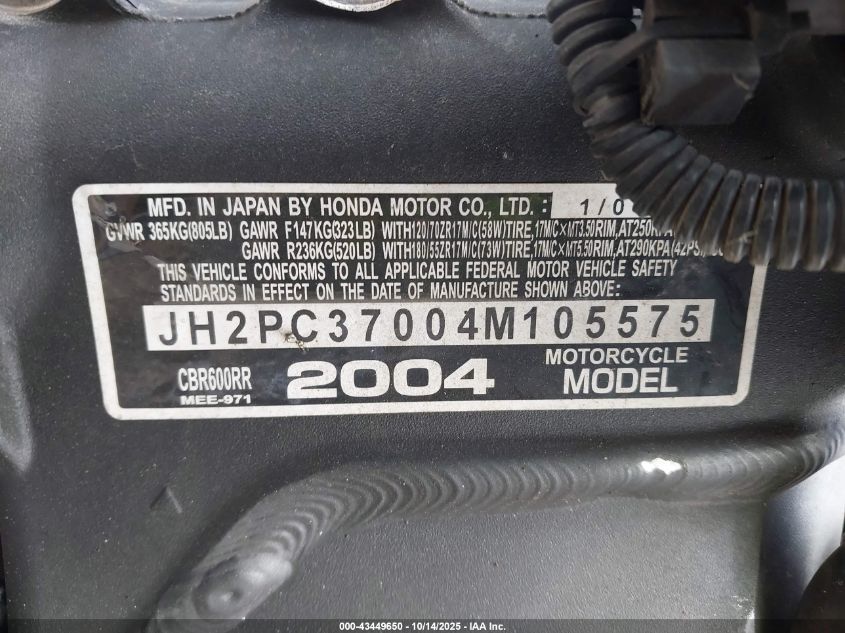 MFD. IN JAPAN BY HONDA MOTOR CO., LTD. : 1/0
GVWR 365KG(805LB) GAWR F147KG(323LB) WITH120/70ZR17M/C(58W)TIRE,17M/C×MT3.50RIM,AT250KPA
GAWR R236KG(520LB) WITH180/55ZR17M/C(73W)TIRE,17M/C×MT5.50RIM,AT290KPA(42PSI)
THIS VEHICLE CONFORMS TO ALL APPLICABLE FEDERAL MOTOR VEHICLE SAFETY
STANDARDS IN EFFECT ON THE DATE OF MANUFACTURE SHOWN ABOVE:
JH2PC37004M105575
CBR600RR 2004 MOTORCYCLE MODEL
MEE-971
000-43449650 - 10/14/2025 - IAA Inc.